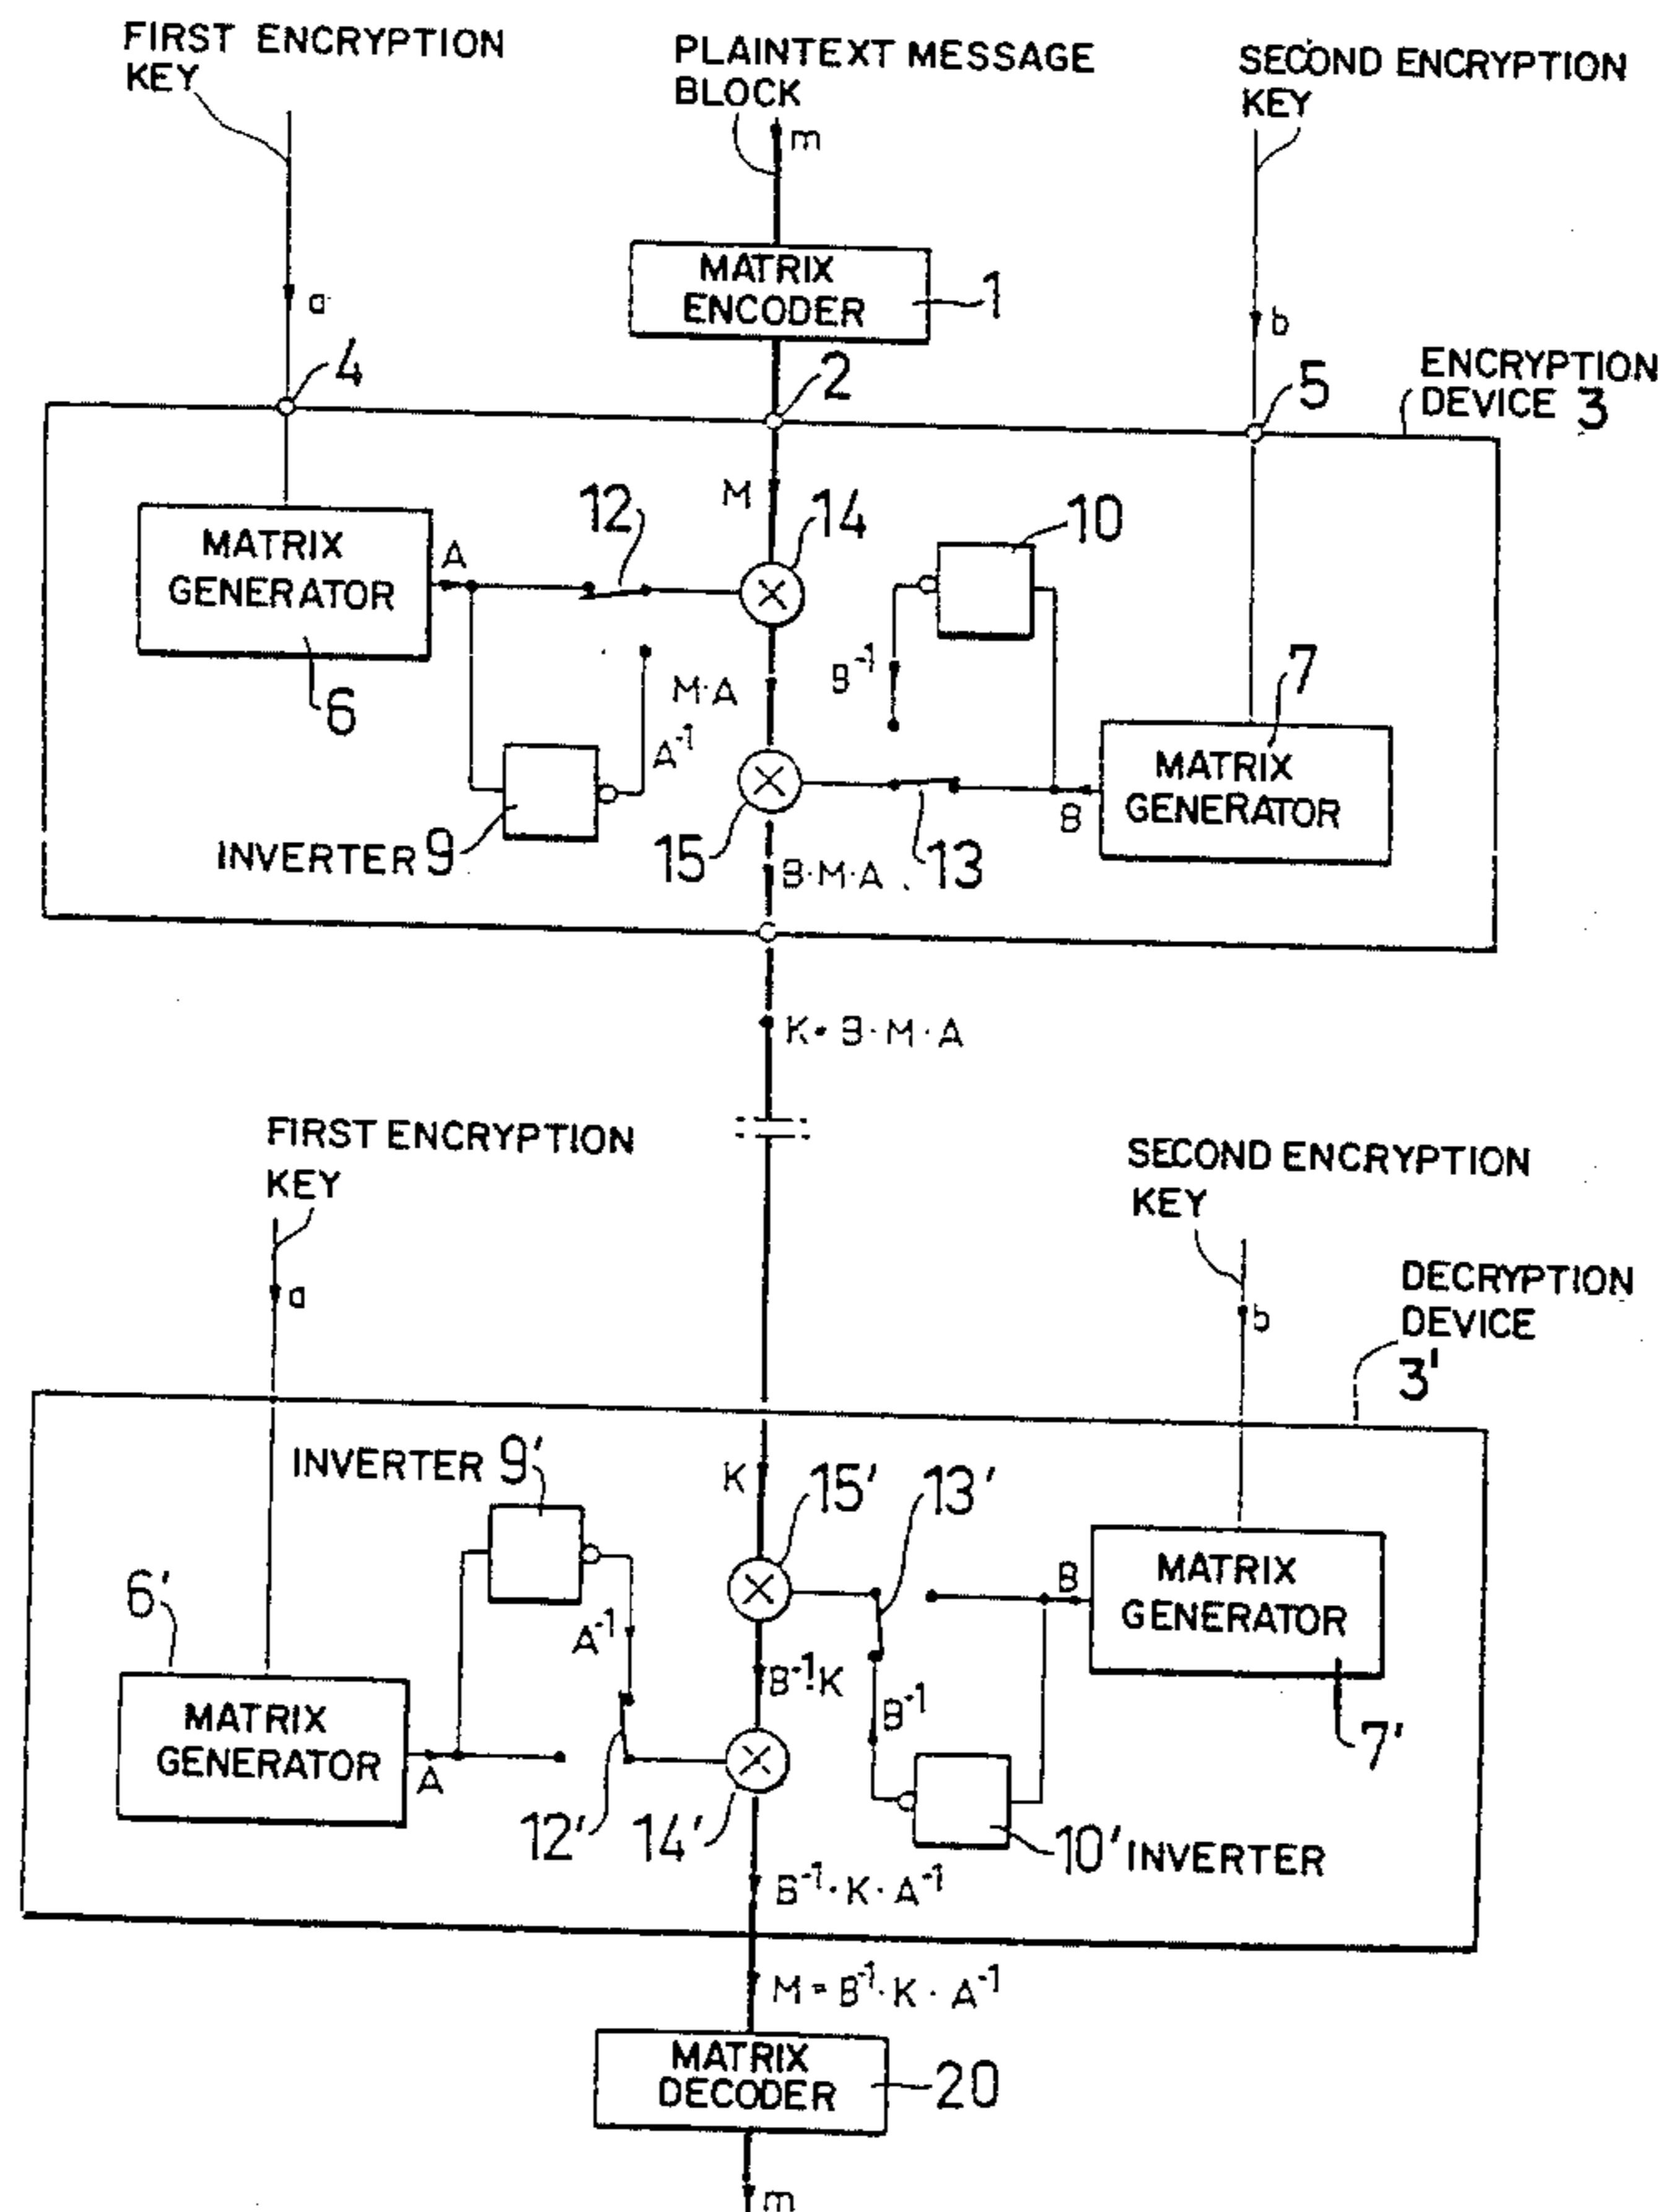 FIRST ENCRYPTION
KEY
PLAINTEXT MESSAGE
BLOCK
SECOND ENCRYPTION
KEY
m
a
b
MATRIX
ENCODER
1
4
2
5
ENCRYPTION
DEVICE 3
MATRIX
GENERATOR
6
A
12
M
14
10
M·A
A⁻¹
B⁻¹
7
MATRIX
GENERATOR
B
INVERTER 9
15
B·M·A
13
K=B·M·A
FIRST ENCRYPTION
KEY
a
SECOND ENCRYPTION
KEY
b
DECRYPTION
DEVICE
3'
INVERTER 9'
K
15'
13'
6'
A⁻¹
B
MATRIX
GENERATOR
7'
B⁻¹·K
B⁻¹
MATRIX
GENERATOR
A
12'
14'
10' INVERTER
B⁻¹·K·A⁻¹
M=B⁻¹·K·A⁻¹
MATRIX
DECODER
20
m